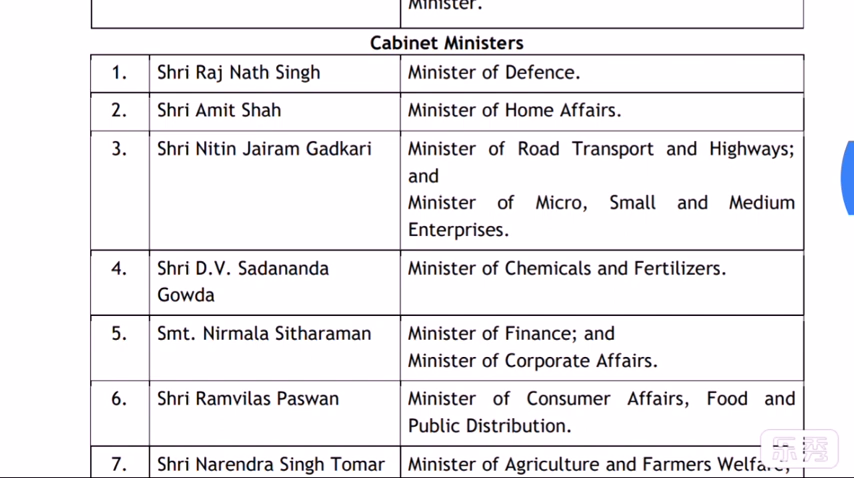 Minister.
Cabinet Ministers
1. Shri Raj Nath Singh Minister of Defence.
2. Shri Amit Shah Minister of Home Affairs.
3. Shri Nitin Jairam Gadkari Minister of Road Transport and Highways;
and
Minister of Micro, Small and Medium
Enterprises.
4. Shri D.V. Sadananda Minister of Chemicals and Fertilizers.
Gowda
5. Smt. Nirmala Sitharaman Minister of Finance; and
Minister of Corporate Affairs.
6. Shri Ramvilas Paswan Minister of Consumer Affairs, Food and
Public Distribution.
7. Shri Narendra Singh Tomar Minister of Agriculture and Farmers Welfare;
乐秀